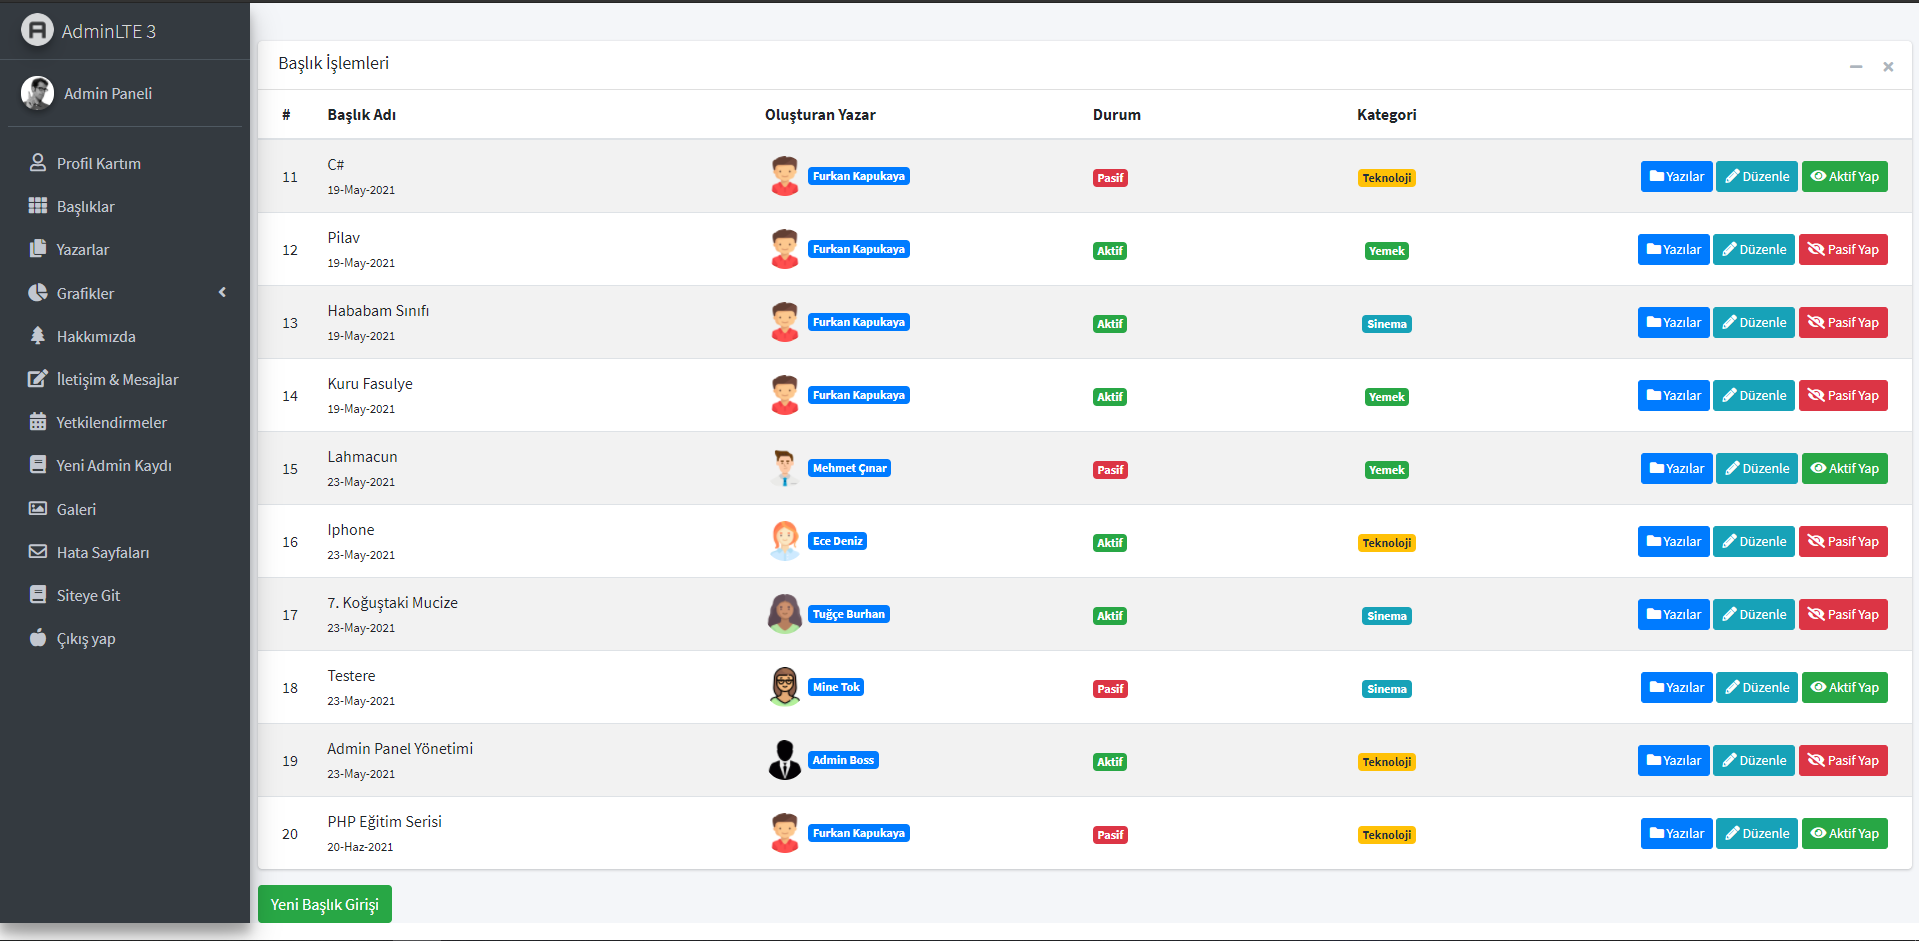 AdminLTE 3
Admin Paneli
Profil Kartım
Başlıklar
Yazarlar
Grafikler
Hakkımızda
İletişim & Mesajlar
Yetkilendirmeler
Yeni Admin Kaydı
Galeri
Hata Sayfaları
Siteye Git
Çıkış yap
Başlık İşlemleri
# Başlık Adı Oluşturan Yazar Durum Kategori
11 C# Furkan Kapukaya Pasif Teknoloji Yazılar Düzenle Aktif Yap
19-May-2021
12 Pilav Furkan Kapukaya Aktif Yemek Yazılar Düzenle Pasif Yap
19-May-2021
13 Hababam Sınıfı Furkan Kapukaya Aktif Sinema Yazılar Düzenle Pasif Yap
19-May-2021
14 Kuru Fasulye Furkan Kapukaya Aktif Yemek Yazılar Düzenle Pasif Yap
19-May-2021
15 Lahmacun Mehmet Çınar Pasif Yemek Yazılar Düzenle Aktif Yap
23-May-2021
16 Iphone Ece Deniz Aktif Teknoloji Yazılar Düzenle Pasif Yap
23-May-2021
17 7. Koğuştaki Mucize Tuğçe Burhan Aktif Sinema Yazılar Düzenle Pasif Yap
23-May-2021
18 Testere Mine Tok Pasif Sinema Yazılar Düzenle Aktif Yap
23-May-2021
19 Admin Panel Yönetimi Admin Boss Aktif Teknoloji Yazılar Düzenle Pasif Yap
23-May-2021
20 PHP Eğitim Serisi Furkan Kapukaya Pasif Teknoloji Yazılar Düzenle Aktif Yap
20-Haz-2021
Yeni Başlık Girişi